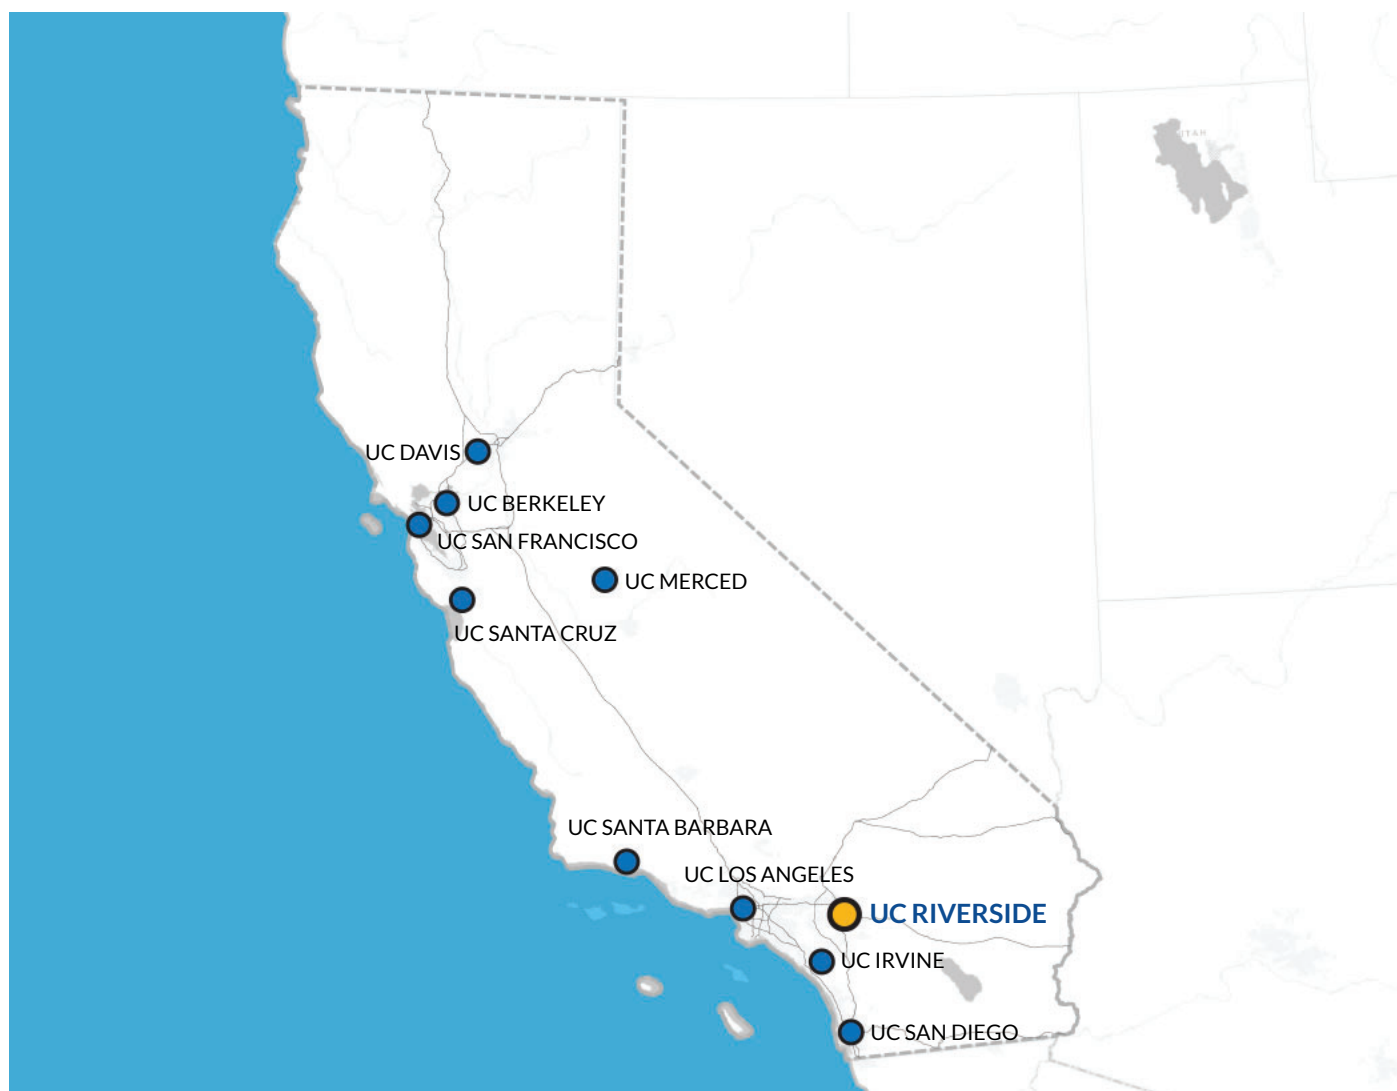 UTAH
UC DAVIS
UC BERKELEY
UC SAN FRANCISCO
UC MERCED
UC SANTA CRUZ
UC SANTA BARBARA
UC LOS ANGELES
UC RIVERSIDE
UC IRVINE
UC SAN DIEGO